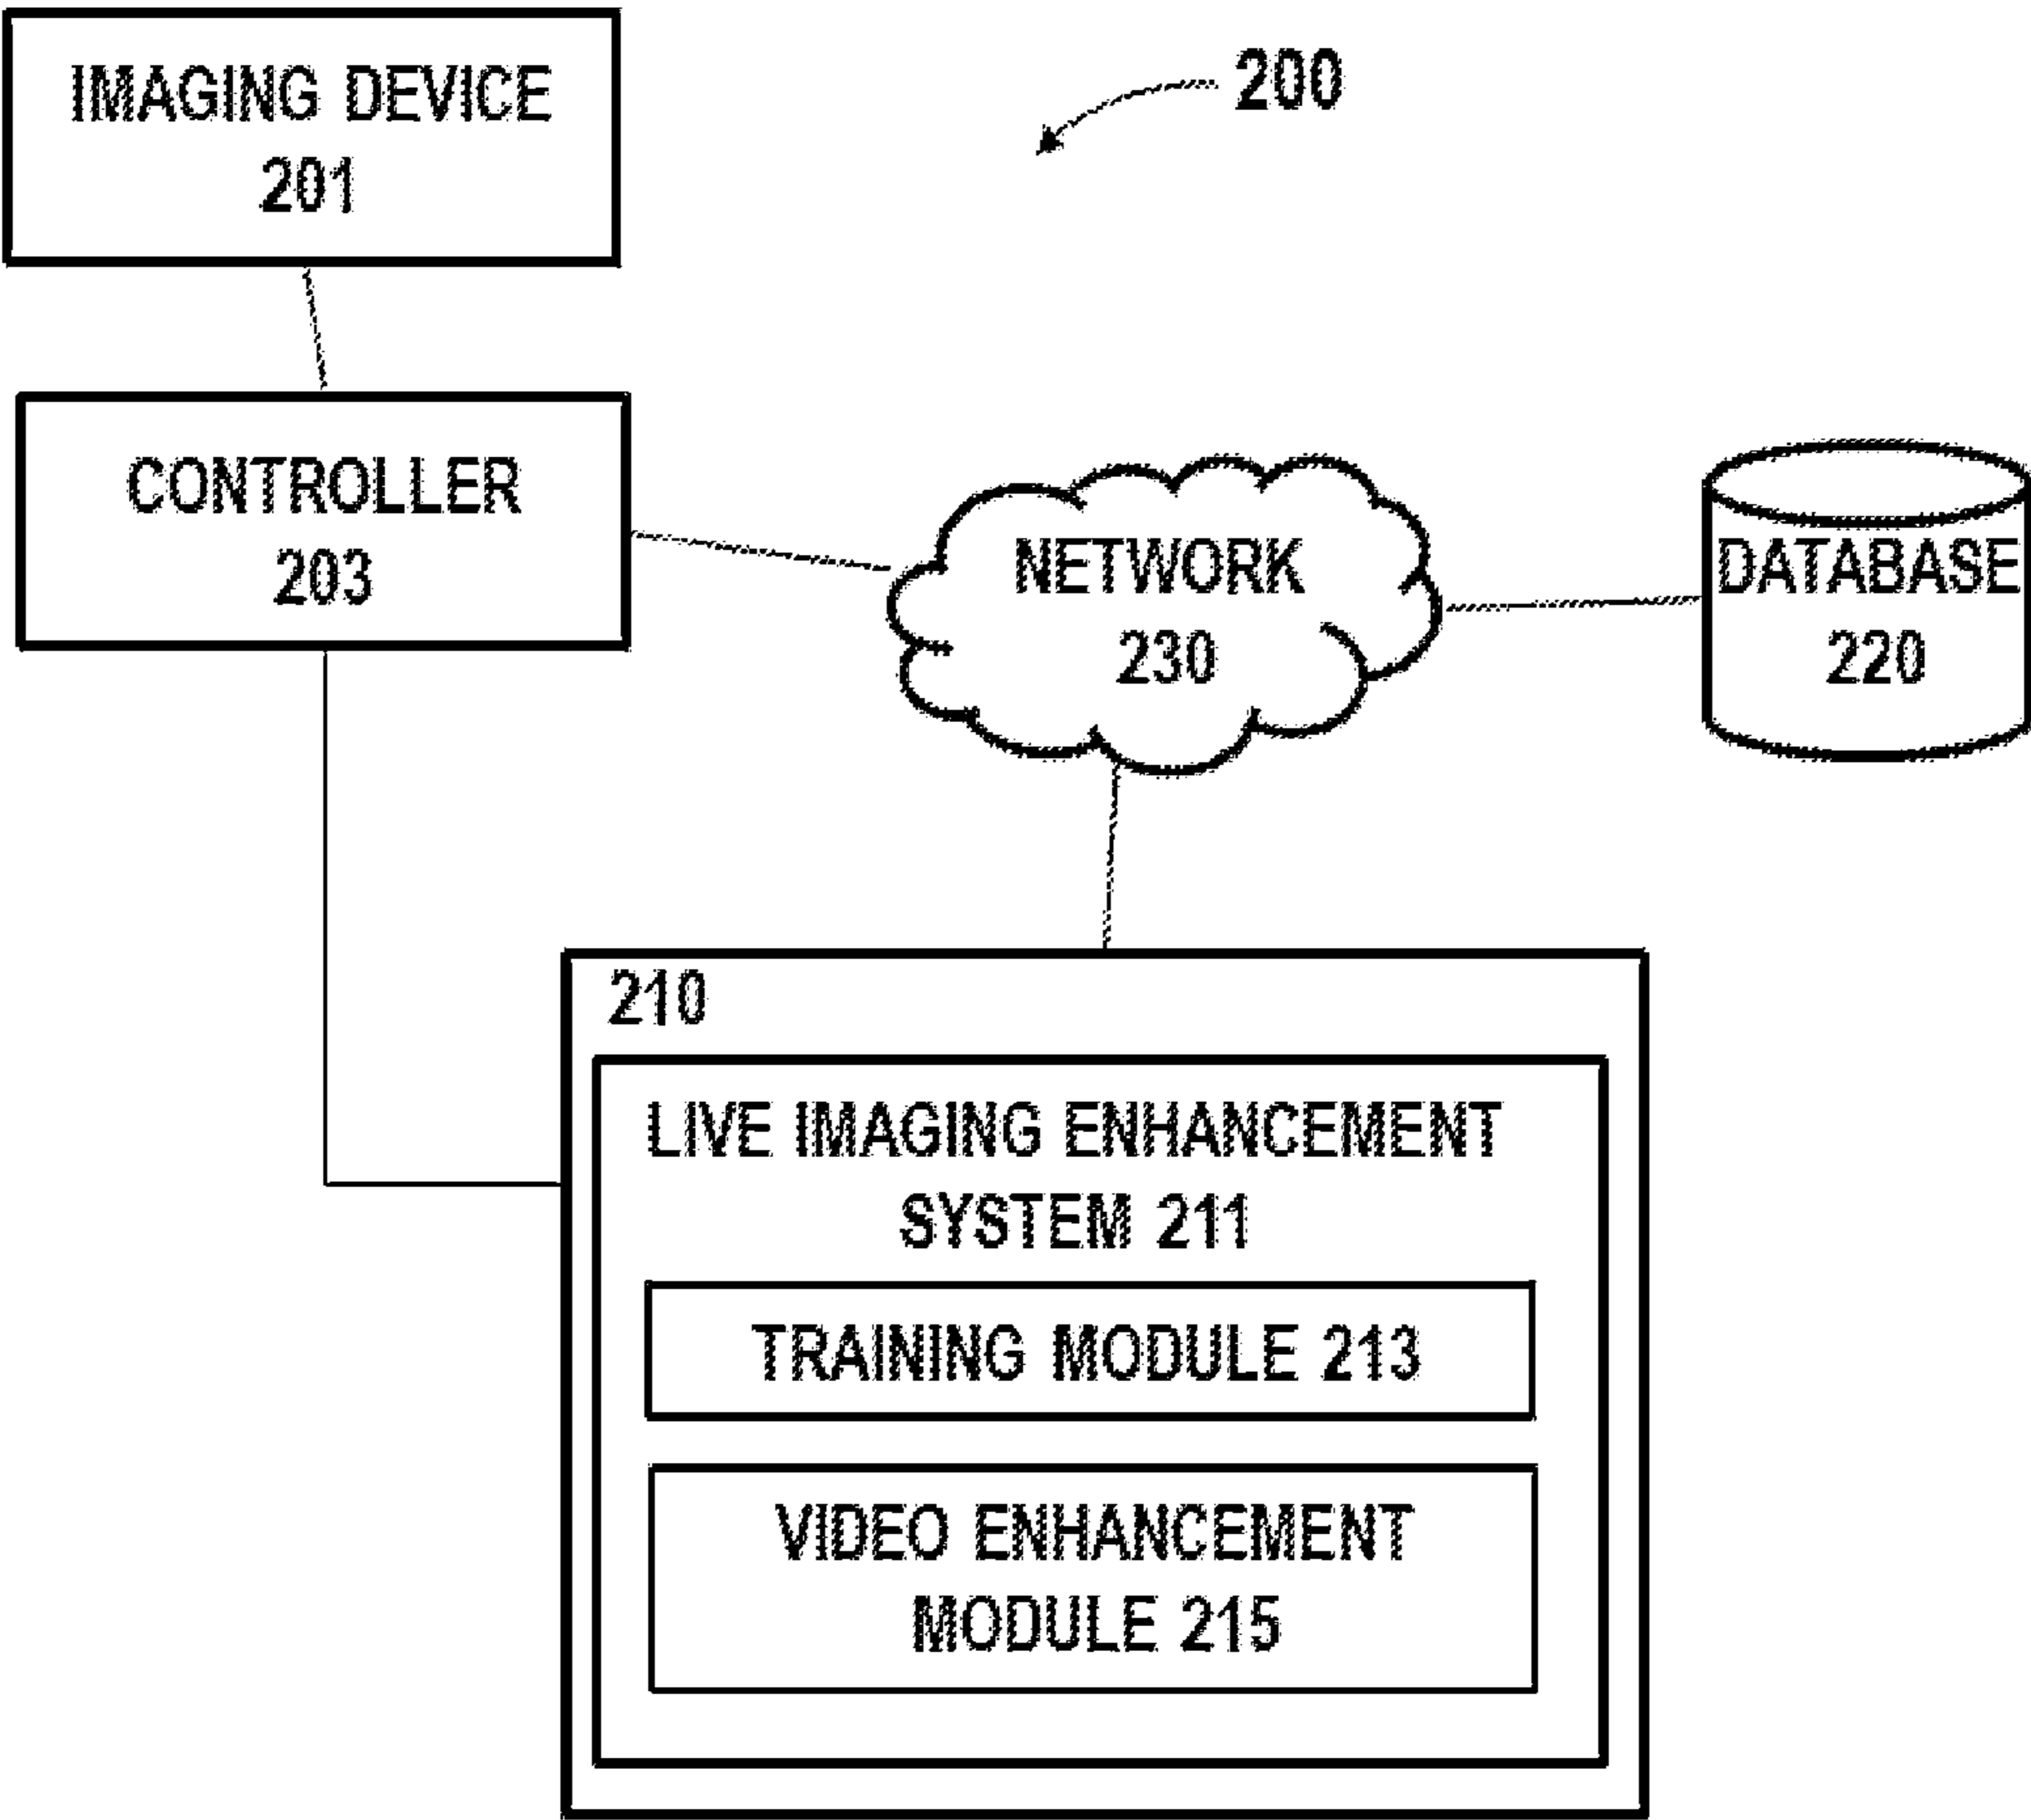 IMAGING DEVICE
201
200
CONTROLLER
203
NETWORK
230
DATABASE
220
210
LIVE IMAGING ENHANCEMENT
SYSTEM 211
TRAINING MODULE 213
VIDEO ENHANCEMENT
MODULE 215